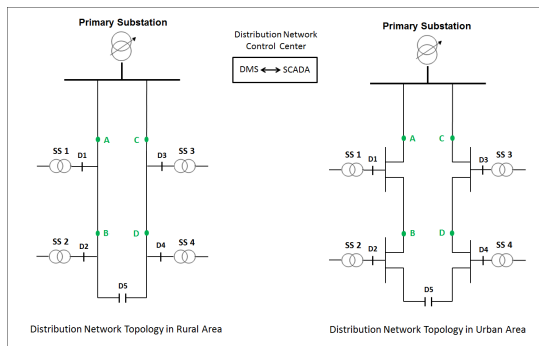 Primary Substation
Distribution Network
Control Center
DMS SCADA
Primary Substation
A C
SS 1 D1 D3 SS 3
B D
SS 2 D2 D4 SS 4
D5
Distribution Network Topology in Rural Area
A C
SS 1 D1 D3 SS 3
B D
SS 2 D2 D4 SS 4
D5
Distribution Network Topology in Urban Area